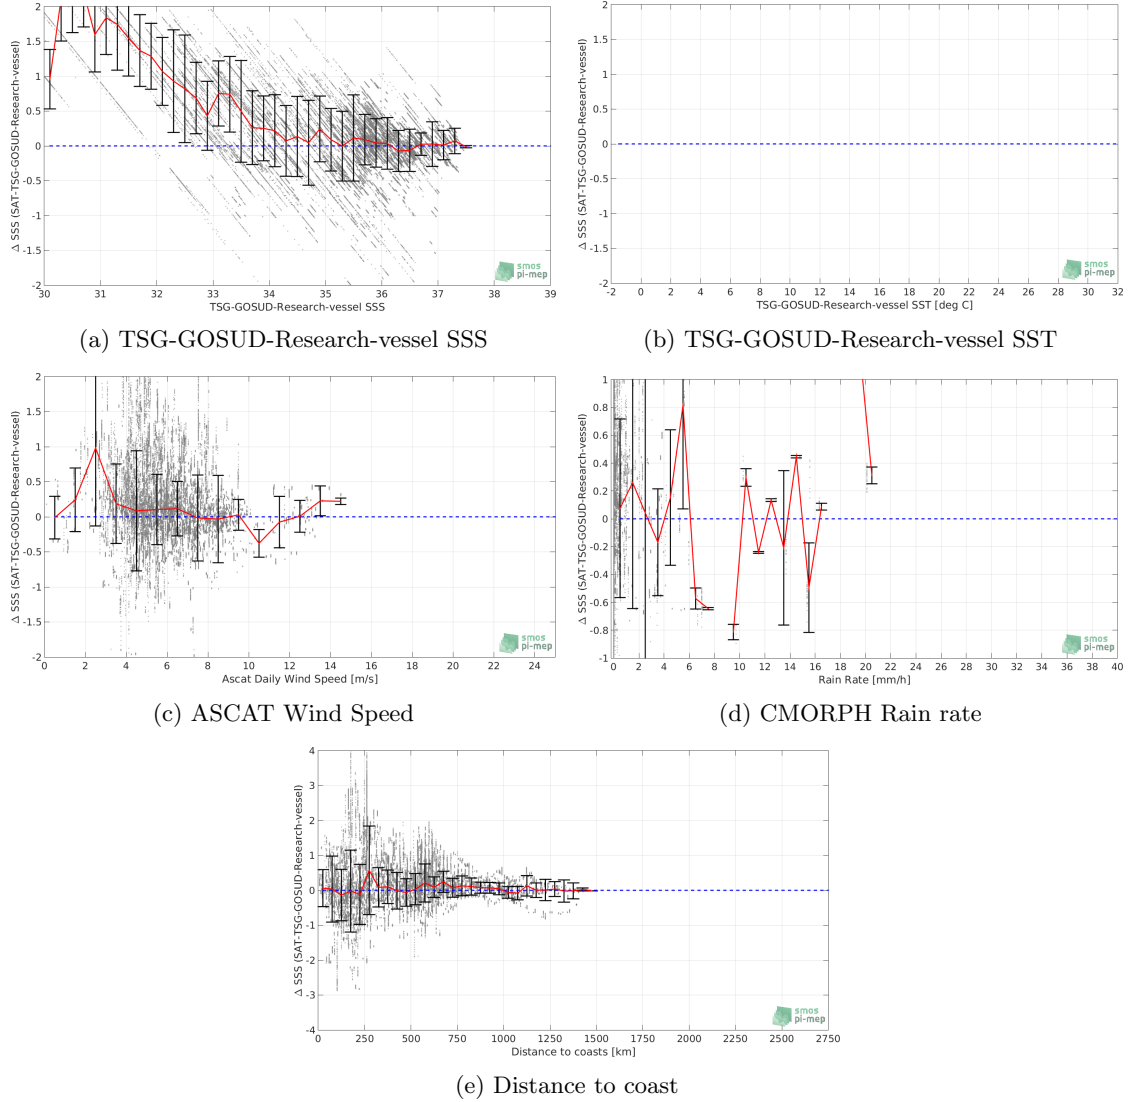 2
1.5
1
0.5
0
-0.5
-1
-1.5
2
Δ SSS (SAT-TSG-GOSUD-Research-vessel)
30 31 32 33 34 35 36 37 38 39
TSG-GOSUD-Research-vessel SSS
smos
pi-mep
(a) TSG-GOSUD-Research-vessel SSS
2
1.5
1
0.5
0
-0.5
-1
-1.5
-2
Δ SSS (SAT-TSG-GOSUD-Research-vessel)
-2 0 2 4 6 8 10 12 14 16 18 20 22 24 26 28 30 32
TSG-GOSUD-Research-vessel SST [deg C]
smos
pi-mep
(b) TSG-GOSUD-Research-vessel SST
2
1.5
1
0.5
0
-0.5
-1
-1.5
-2
Δ SSS (SAT-TSG-GOSUD-Research-vessel)
0 2 4 6 8 10 12 14 16 18 20 22 24
Ascat Daily Wind Speed [m/s]
smos
pi-mep
(c) ASCAT Wind Speed
1
0.8
0.6
0.4
0.2
0
-0.2
-0.4
-0.6
-0.8
-1
Δ SSS (SAT-TSG-GOSUD-Research-vessel)
0 2 4 6 8 10 12 14 16 18 20 22 24 26 28 30 32 34 36 38 40
Rain Rate [mm/h]
smos
pi-mep
(d) CMORPH Rain rate
4
3
2
1
0
-1
-2
-3
-4
Δ SSS (SAT-TSG-GOSUD-Research-vessel)
0 250 500 750 1000 1250 1500 1750 2000 2250 2500 2750
Distance to coasts [km]
smos
pi-mep
(e) Distance to coast